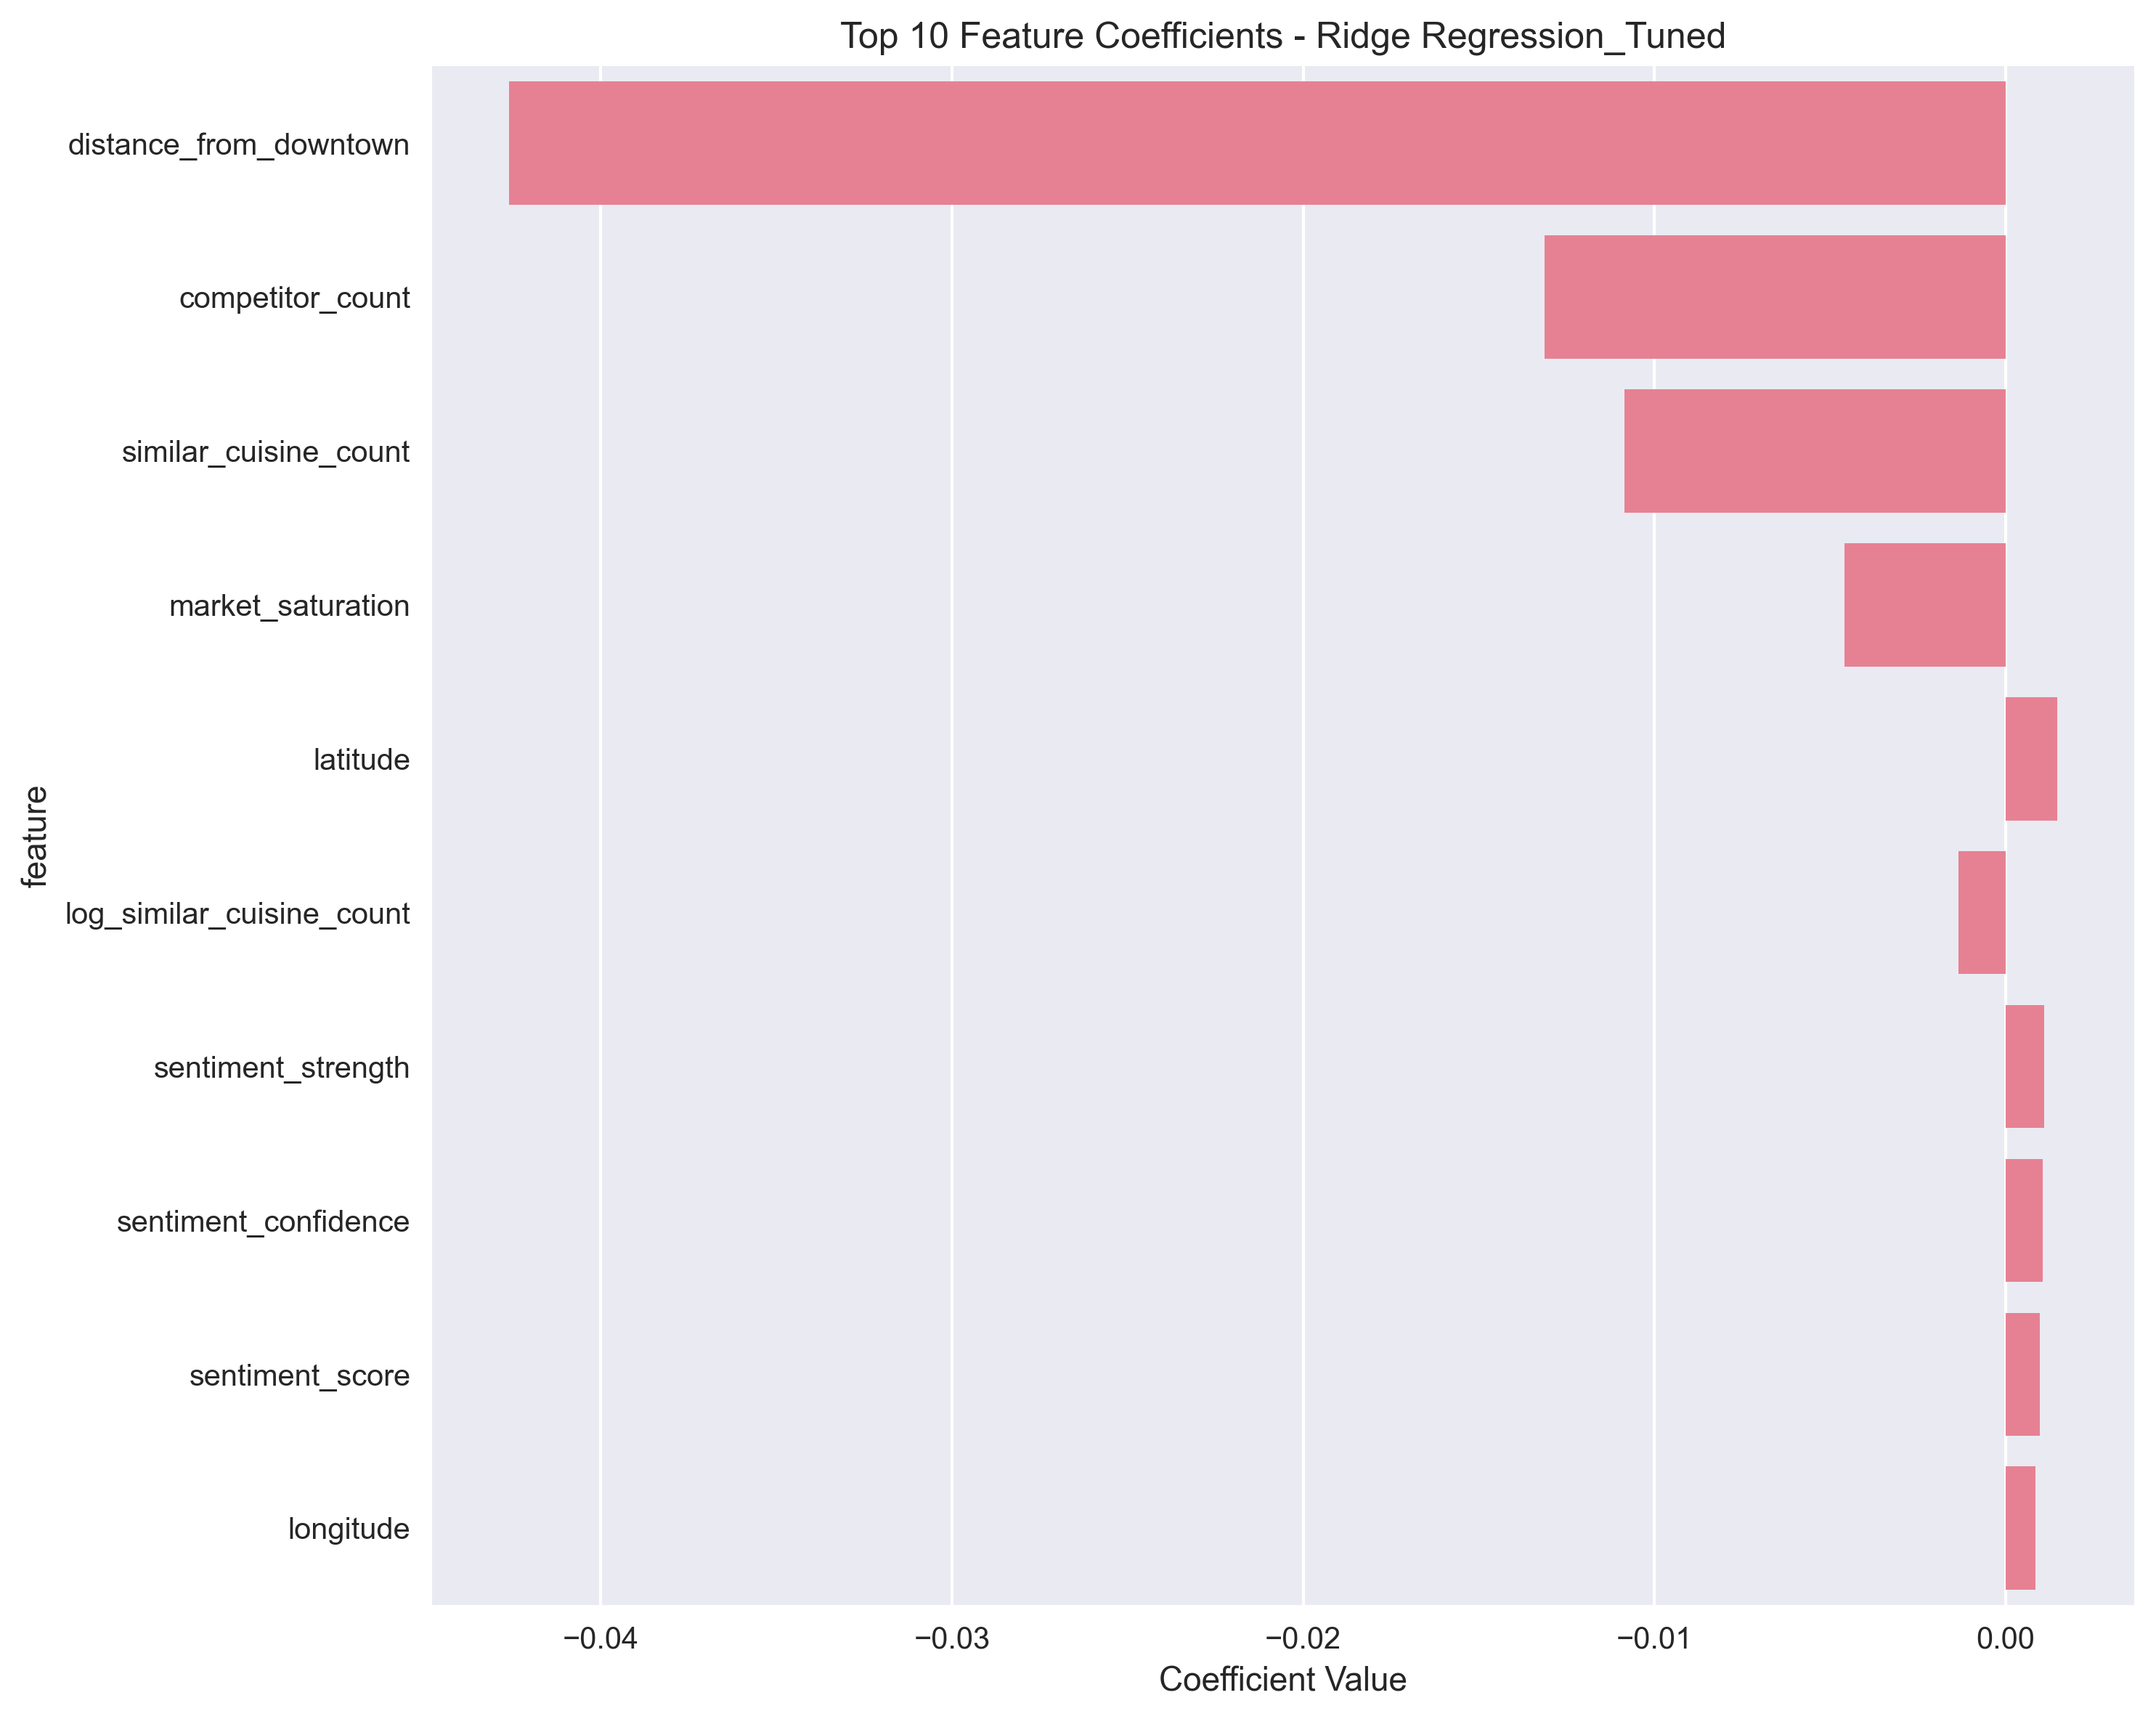 Top 10 Feature Coefficients - Ridge Regression_Tuned
feature
distance_from_downtown
competitor_count
similar_cuisine_count
market_saturation
latitude
log_similar_cuisine_count
sentiment_strength
sentiment_confidence
sentiment_score
longitude
−0.04 −0.03 −0.02 −0.01 0.00
Coefficient Value